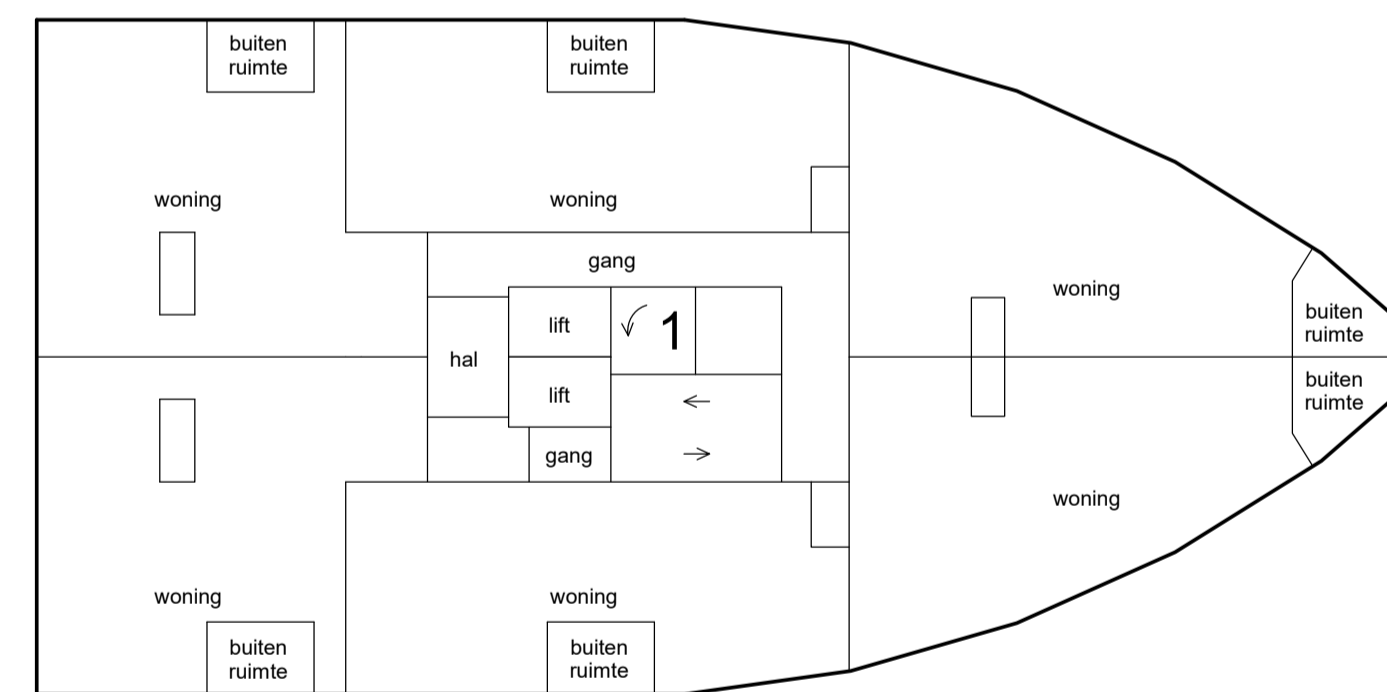 buiten
ruimte
buiten
ruimte
woning
woning
gang
woning
lift
1
buiten
ruimte
hal
lift
buiten
ruimte
gang
woning
woning
woning
buiten
ruimte
buiten
ruimte